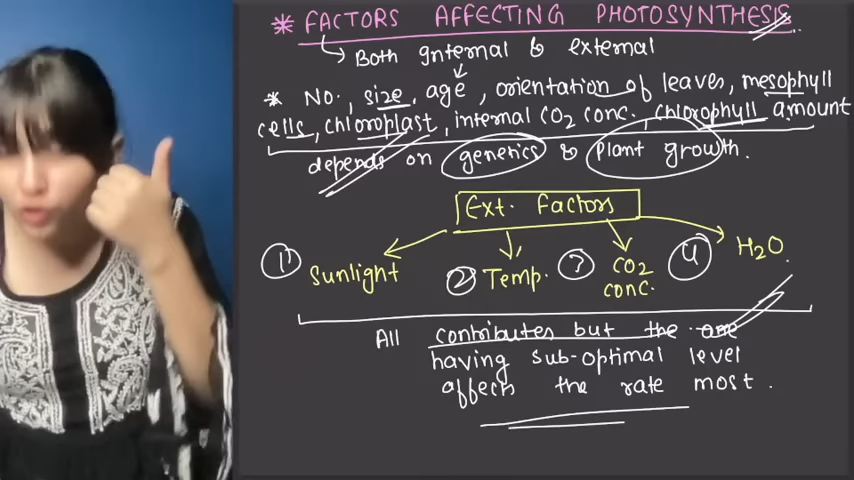 * FACTORS AFFECTING PHOTOSYNTHESIS
Both Internal & external
* No., size, age, orientation of leaves, mesophyll
cells, chloroplast, internal CO2 conc., chlorophyll amount
depends on genetics & Plant growth.
Ext. Factors
1 Sunlight
2 Temp.
3 CO2 conc.
4 H2O
All contributes but the one
having sub-optimal level
affects the rate most.